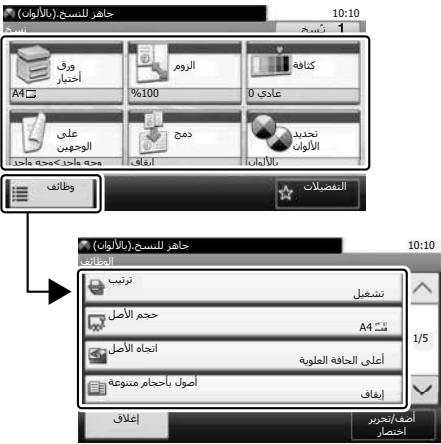 جاهز للنسخ.(بالألوان)
10:10
نسخ
1 نُسخ
ورق
أختيار
A4
الزوم
%100
كثافة
عادي 0
على
الوجهين
وجه واحد>وجه واحد
دمج
إيقاف
تحديد
الألوان
بالألوان
وظائف
التفضيلات
جاهز للنسخ.(بالألوان)
10:10
الوظائف
ترتيب
تشغيل
حجم الأصل
A4
اتجاه الأصل
أعلى الحافة العلوية
أصول بأحجام متنوعة
إيقاف
1/5
إغلاق
أضف/تحرير
اختصار